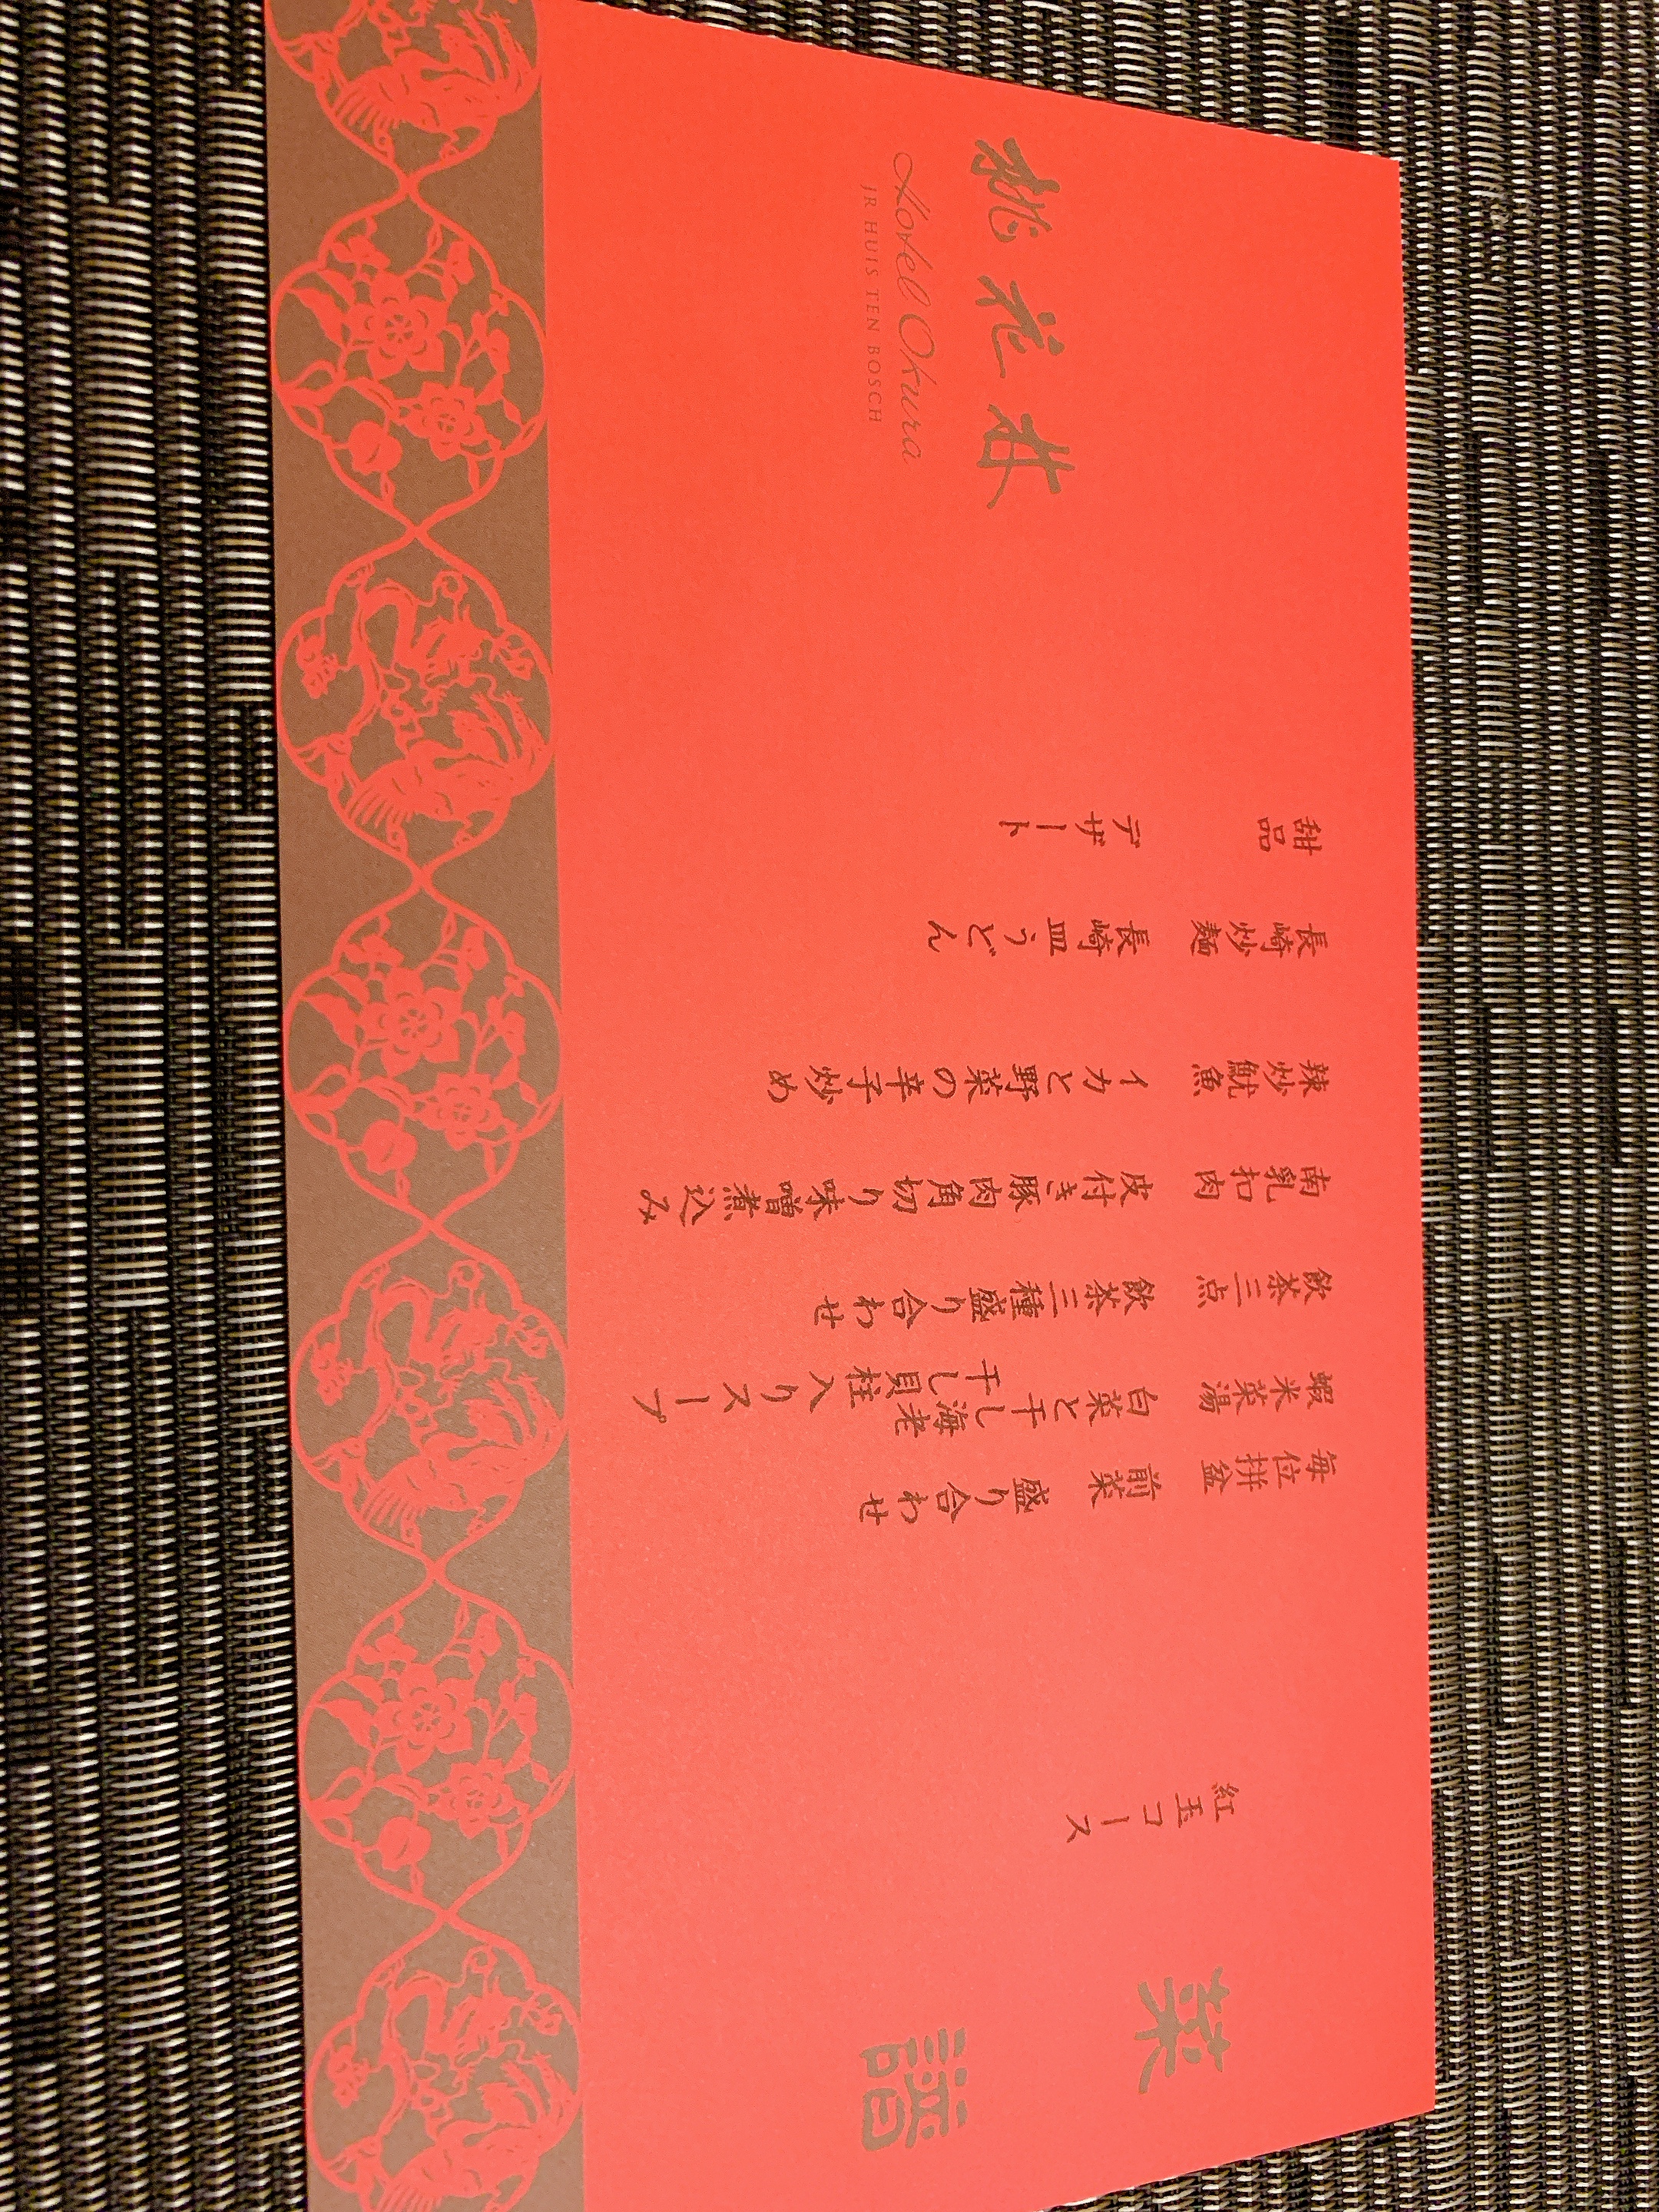 菜譜
紅玉コース
毎位拼盆
前菜盛り合わせ
蝦米菜湯
白菜と干し海老
干し貝柱入りスープ
飲茶三点
飲茶三種盛り合わせ
南乳扣肉
皮付き豚肉角切り味噌煮込み
辣炒魷魚
イカと野菜の辛子炒め
長崎炒麺
長崎皿うどん
甜品
デザート
桃花林
Hotel Okura
JR HUIS TEN BOSCH